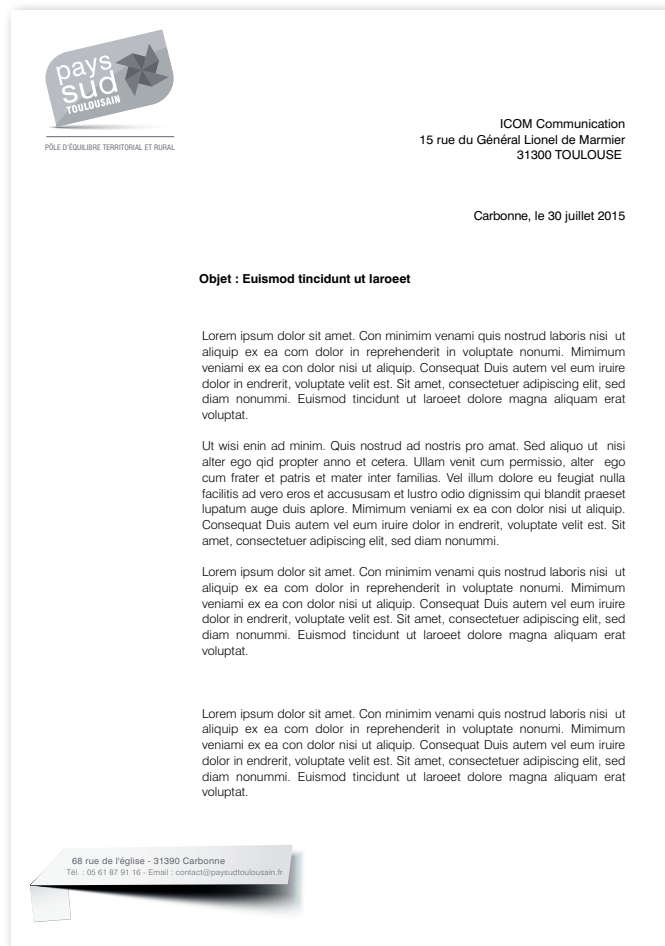 pays
sud
TOULOUSAIN
PÔLE D'ÉQUILIBRE TERRITORIAL ET RURAL
ICOM Communication
15 rue du Général Lionel de Marmier
31300 TOULOUSE
Carbonne, le 30 juillet 2015
Objet : Euismod tincidunt ut laroeet
Lorem ipsum dolor sit amet. Con minimim venami quis nostrud laboris nisi ut
aliquip ex ea com dolor in reprehenderit in voluptate nonumi. Mimimum
veniami ex ea con dolor nisi ut aliquip. Consequat Duis autem vel eum iruire
dolor in endrerit, voluptate velit est. Sit amet, consectetuer adipiscing elit, sed
diam nonummi. Euismod tincidunt ut laroeet dolore magna aliquam erat
voluptat.
Ut wisi enin ad minim. Quis nostrud ad nostris pro amat. Sed aliquo ut nisi
alter ego qid propter anno et cetera. Ullam venit cum permissio, alter ego
cum frater et patris et mater inter familias. Vel illum dolore eu feugiat nulla
facilitis ad vero eros et accususam et lustro odio dignissim qui blandit praeset
lupatum auge duis aplore. Mimimum veniami ex ea con dolor nisi ut aliquip.
Consequat Duis autem vel eum iruire dolor in endrerit, voluptate velit est. Sit
amet, consectetuer adipiscing elit, sed diam nonummi.
Lorem ipsum dolor sit amet. Con minimim venami quis nostrud laboris nisi ut
aliquip ex ea com dolor in reprehenderit in voluptate nonumi. Mimimum
veniami ex ea con dolor nisi ut aliquip. Consequat Duis autem vel eum iruire
dolor in endrerit, voluptate velit est. Sit amet, consectetuer adipiscing elit, sed
diam nonummi. Euismod tincidunt ut laroeet dolore magna aliquam erat
voluptat.
Lorem ipsum dolor sit amet. Con minimim venami quis nostrud laboris nisi ut
aliquip ex ea com dolor in reprehenderit in voluptate nonumi. Mimimum
veniami ex ea con dolor nisi ut aliquip. Consequat Duis autem vel eum iruire
dolor in endrerit, voluptate velit est. Sit amet, consectetuer adipiscing elit, sed
diam nonummi. Euismod tincidunt ut laroeet dolore magna aliquam erat
voluptat.
68 rue de l'église - 31390 Carbonne
Tél. : 05 61 87 91 16 - Email : contact@paysudtoulousain.fr